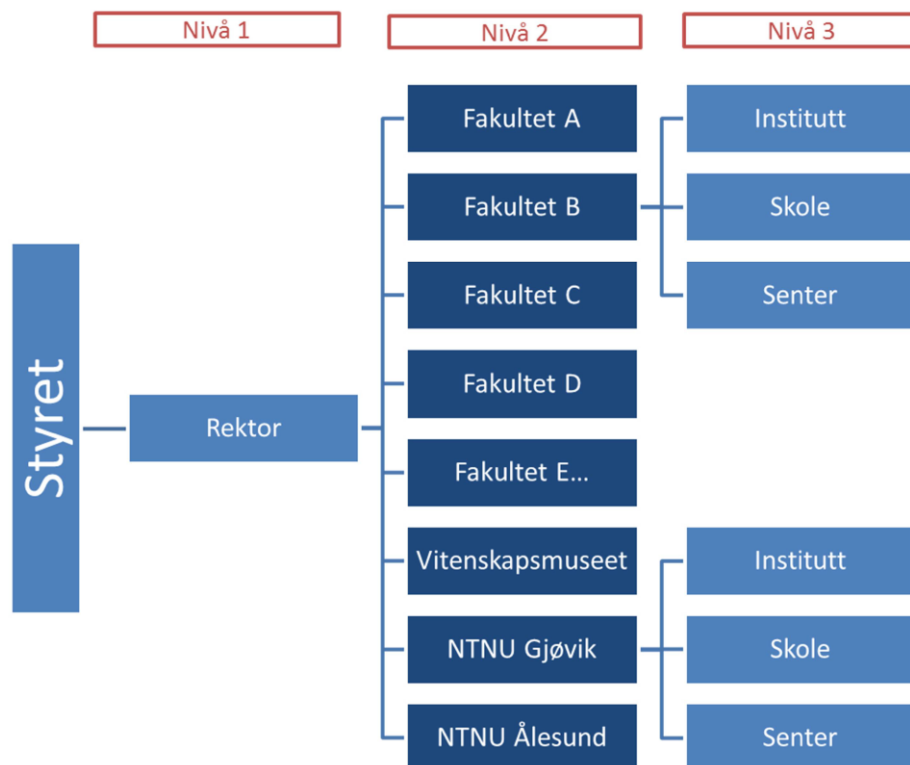 Nivå 1
Nivå 2
Nivå 3
Styret
Rektor
Fakultet A
Fakultet B
Fakultet C
Fakultet D
Fakultet E...
Vitenskapsmuseet
NTNU Gjøvik
NTNU Ålesund
Institutt
Skole
Senter
Institutt
Skole
Senter